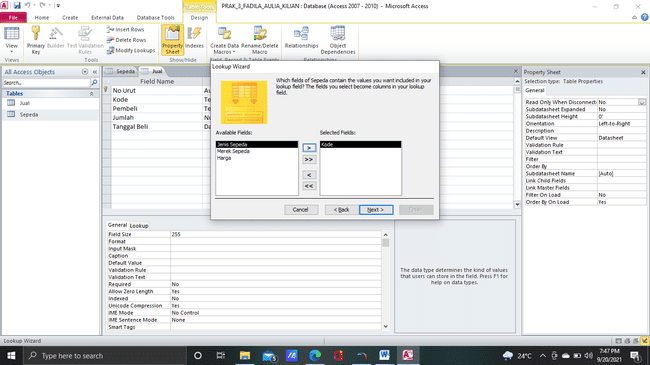 Table Tools
PRAK_3_FADILA_AULIA_KILIAN : Database (Access 2007 - 2010) - Microsoft Access
File
Home
Create
External Data
Database Tools
Design
View
Primary Key
Builder
Test Validation Rules
Insert Rows
Delete Rows
Modify Lookups
Property Sheet
Indexes
Create Data Macros
Rename/Delete Macro
Relationships
Object Dependencies
Views
Tools
Show/Hide
Field, Record & Table Events
Relationships
All Access Objects
Search..
Tables
Jual
Sepeda
Sepeda
Jual
Field Name
No Urut
Kode
Pembeli
Jumlah
Tanggal Beli
Lookup Wizard
Which fields of Sepeda contain the values you want included in your
lookup field? The fields you select become columns in your lookup
field.
Available Fields:
Selected Fields:
Jenis Sepeda
Merek Sepeda
Harga
Kode
>
>>
<
<<
Cancel
< Back
Next >
General
Lookup
Field Size 255
Format
Input Mask
Caption
Default Value
Validation Rule
Validation Text
Required No
Allow Zero Length Yes
Indexed No
Unicode Compression Yes
IME Mode No Control
IME Sentence Mode None
Smart Tags
The data type determines the kind of values
that users can store in the field. Press F1 for
help on data types.
Property Sheet
Selection type: Table Properties
General
Read Only When Disconnect No
Subdatasheet Expanded No
Subdatasheet Height 0"
Orientation Left-to-Right
Description
Default View Datasheet
Validation Rule
Validation Text
Filter
Order By
Subdatasheet Name [Auto]
Link Child Fields
Link Master Fields
Filter On Load No
Order By On Load Yes
Lookup Wizard
Type here to search
24°C
7:47 PM
9/20/2021